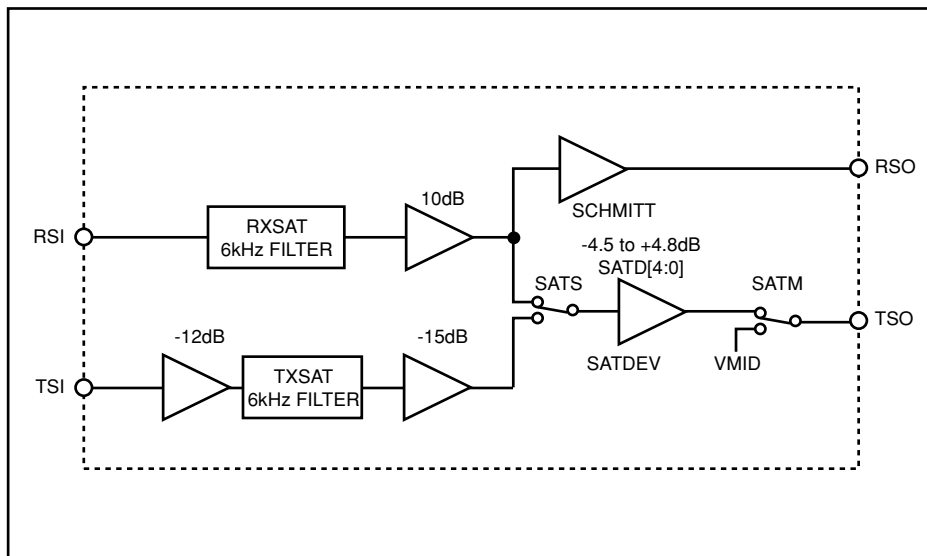 RSO
10dB
SCHMITT
RSI
RXSAT
6kHz FILTER
-4.5 to +4.8dB
SATD[4:0]
SATS
SATM
TSO
-12dB
-15dB
SATDEV
VMID
TSI
TXSAT
6kHz FILTER